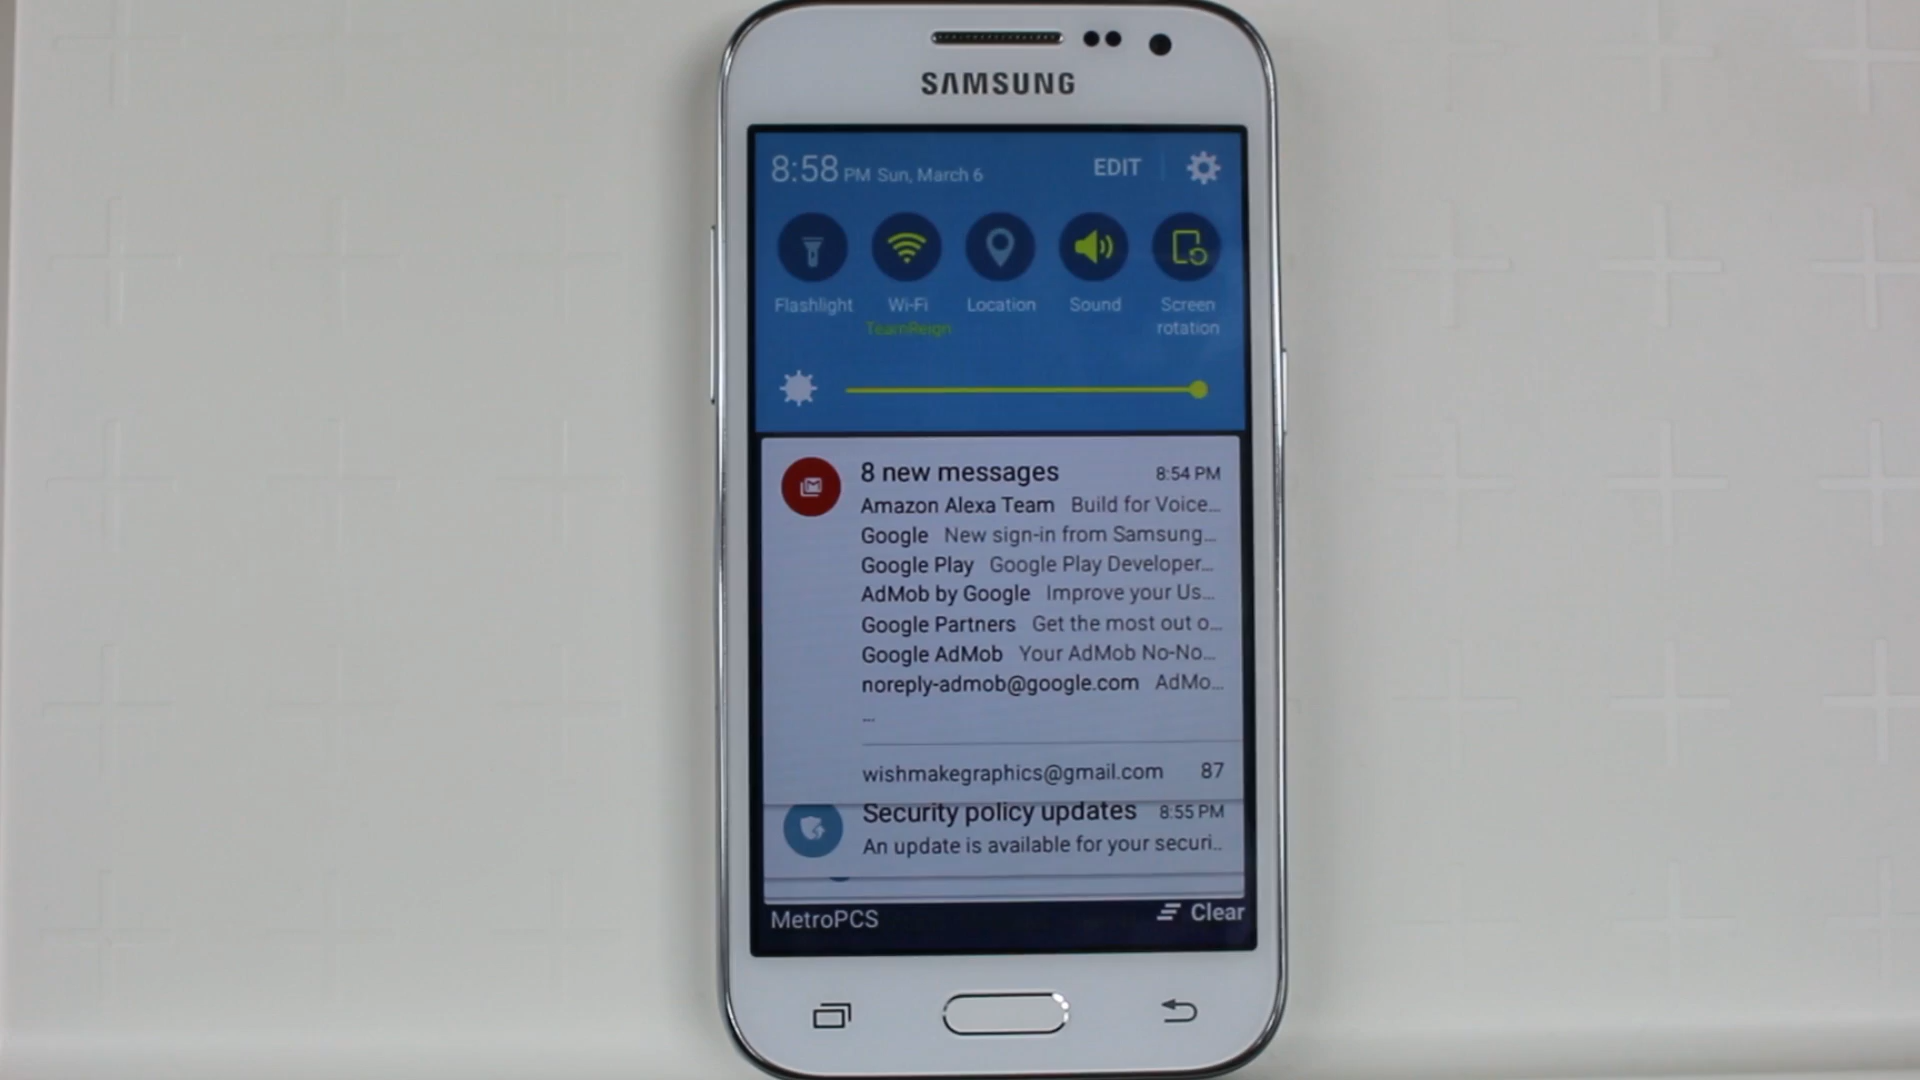 SAMSUNG
8:58 PM Sun, March 6 EDIT
Flashlight Wi-Fi Location Sound Screen rotation
TeamReign
8 new messages 8:54 PM
Amazon Alexa Team Build for Voice...
Google New sign-in from Samsung...
Google Play Google Play Developer...
AdMob by Google Improve your Us...
Google Partners Get the most out o...
Google AdMob Your AdMob No-No...
noreply-admob@google.com AdMo...
...
wishmakegraphics@gmail.com 87
Security policy updates 8:55 PM
An update is available for your securi..
MetroPCS Clear